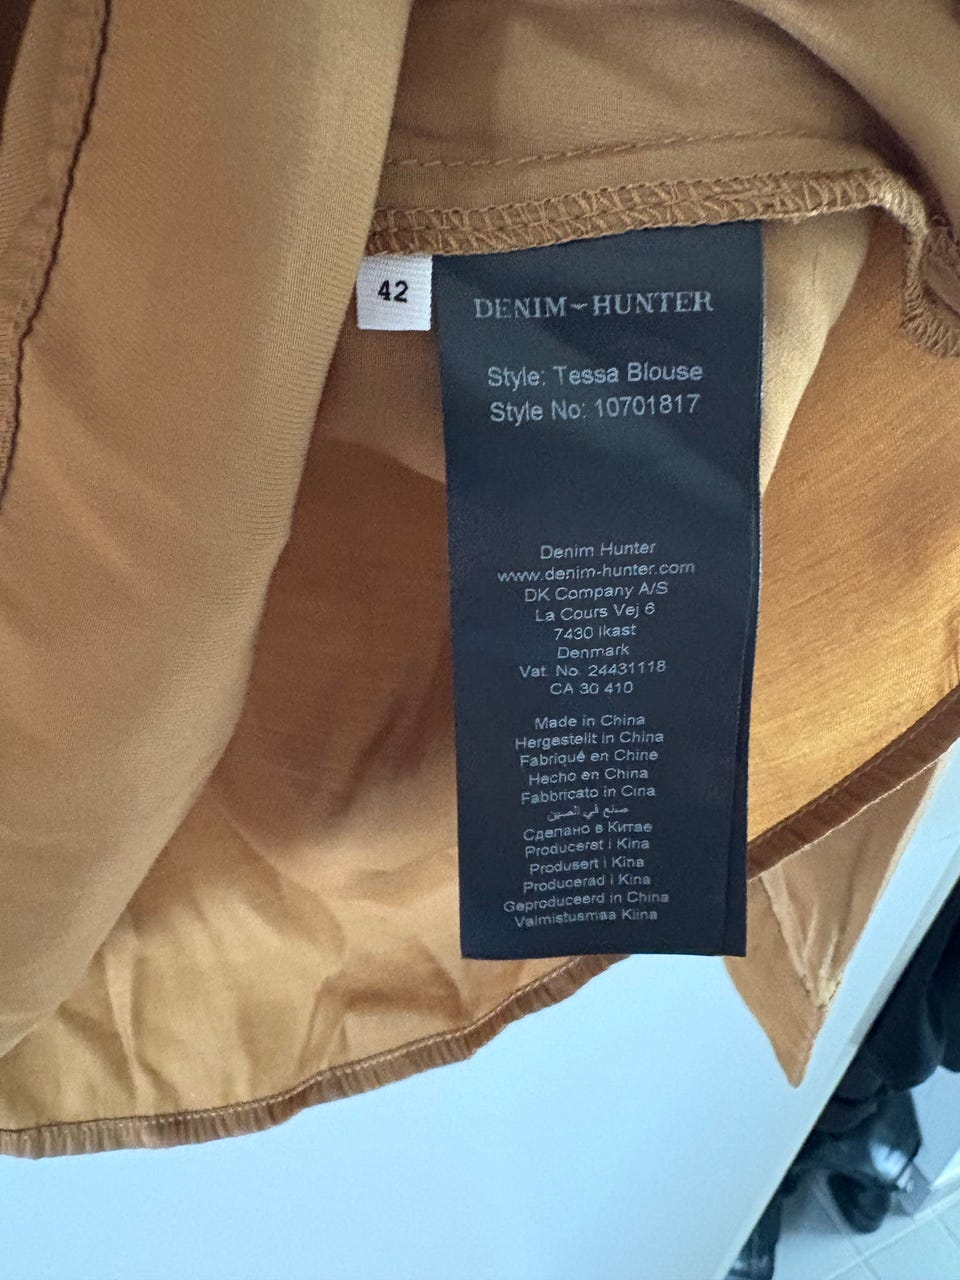 42
DENIM-HUNTER
Style: Tessa Blouse
Style No: 10701817
Denim Hunter
www.denim-hunter.com
DK Company A/S
La Cours Vej 6
7430 Ikast
Denmark
Vat. No. 24431118
CA 30 410
Made in China
Hergestellt in China
Fabriqué en Chine
Hecho en China
Fabbricato in Cina
صنع في الصين
Сделано в Китае
Produceret i Kina
Produsert i Kina
Producerad i Kina
Geproduceerd in China
Valmistusmaa Kiina